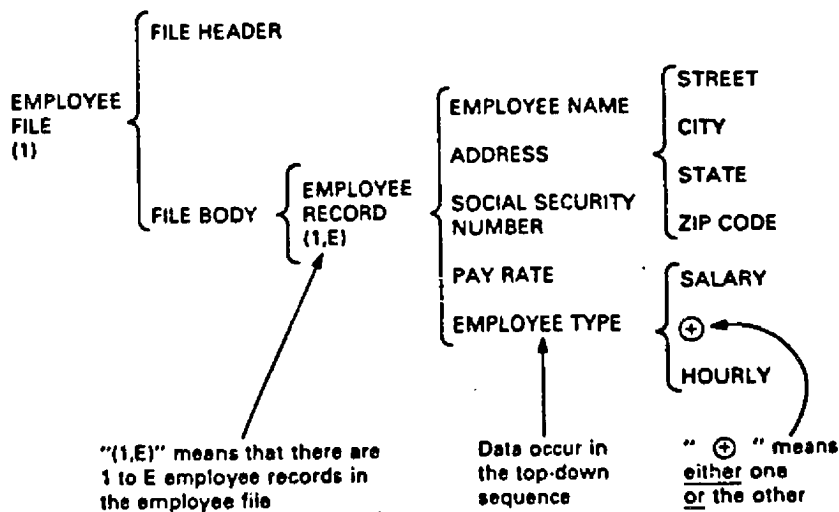 FILE HEADER
EMPLOYEE
FILE
(1)
FILE BODY
EMPLOYEE
RECORD
(1,E)
EMPLOYEE NAME
ADDRESS
SOCIAL SECURITY
NUMBER
PAY RATE
EMPLOYEE TYPE
STREET
CITY
STATE
ZIP CODE
SALARY
⊕
HOURLY
"(1,E)" means that there are
1 to E employee records in
the employee file
Data occur in
the top-down
sequence
" ⊕ " means
either one
or the other